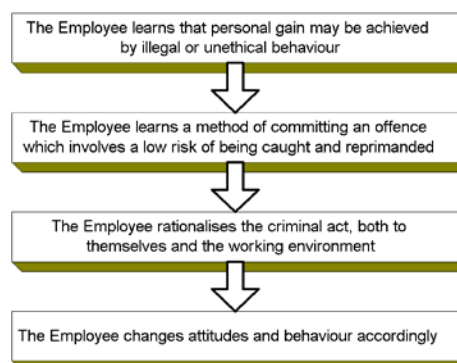 The Employee learns that personal gain may be achieved
by illegal or unethical behaviour
The Employee learns a method of committing an offence
which involves a low risk of being caught and reprimanded
The Employee rationalises the criminal act, both to
themselves and the working environment
The Employee changes attitudes and behaviour accordingly